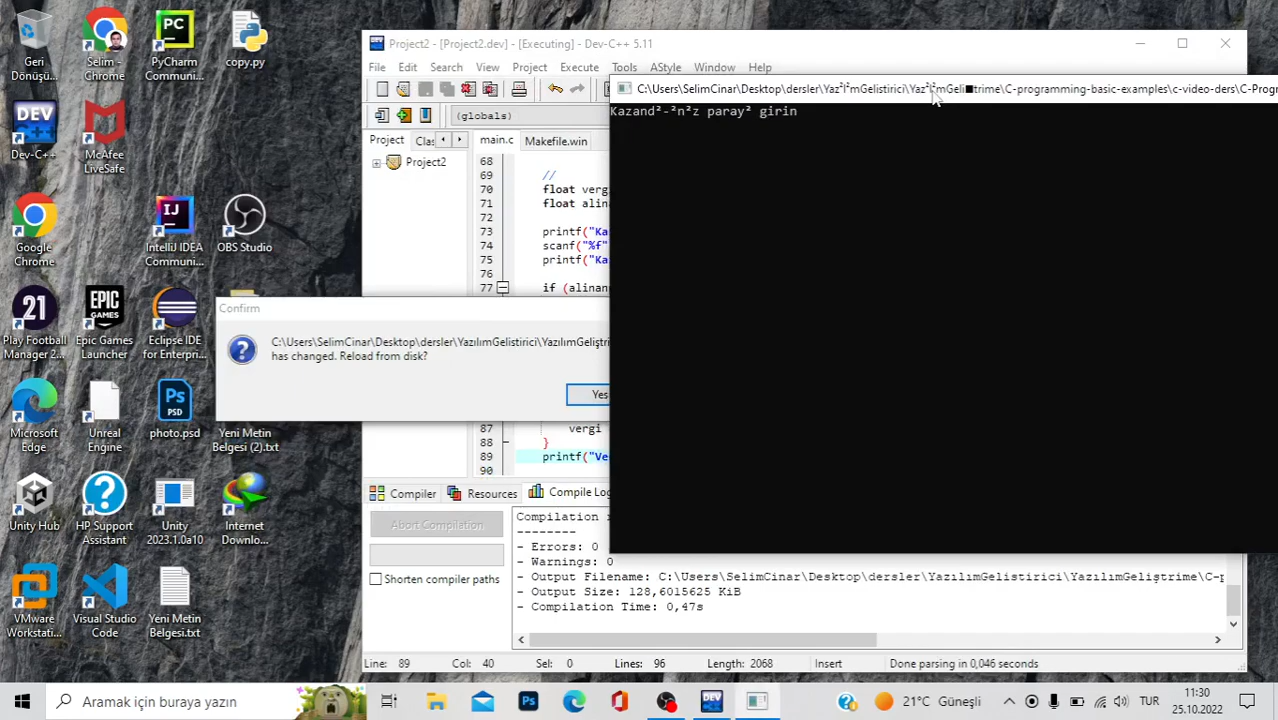 Geri
Dönüşü...
Selim -
Chrome
PyCharm
Communi...
copy.py
Dev-C++
McAfee
LiveSafe
Google
Chrome
IntelliJ IDEA
Communi...
OBS Studio
Play Football
Manager 2...
Epic Games
Launcher
Eclipse IDE
for Enterpri...
Microsoft
Edge
Unreal
Engine
photo.psd
Yeni Metin
Belgesi (2).txt
Unity Hub
HP Support
Assistant
Unity
2023.1.0a10
Internet
Downlo...
VMware
Workstati...
Visual Studio
Code
Yeni Metin
Belgesi.txt
Project2 - [Project2.dev] - [Executing] - Dev-C++ 5.11
File Edit Search View Project Execute Tools AStyle Window Help
(globals)
Project Clas main.c Makefile.win
Project2
68
69 //
70 float vergi
71 float alina
72
73 printf("Ka
74 scanf("%f"
75 printf("Ka
76
77 if (alinan
87 vergi
88 }
89 printf("Ve
90
C:\Users\SelimCinar\Desktop\dersler\Yaz²l²mGelistirici\Yaz²l²mGeli■trime\C-programming-basic-examples\c-video-ders\C-Progr
Kazand²-²n²z paray² girin
Confirm
C:\Users\SelimCinar\Desktop\dersler\YazılımGelistirici\YazılımGeliştri
has changed. Reload from disk?
Yes
Compiler Resources Compile Log
Abort Compilation
Shorten compiler paths
Compilation
--------
- Errors: 0
- Warnings: 0
- Output Filename: C:\Users\SelimCinar\Desktop\dersler\YazılımGelistirici\YazılımGeliştrime\C-p
- Output Size: 128,6015625 KiB
- Compilation Time: 0,47s
Line: 89 Col: 40 Sel: 0 Lines: 96 Length: 2068 Insert Done parsing in 0,046 seconds
Aramak için buraya yazın
21°C Güneşli
TUR
11:30
25.10.2022